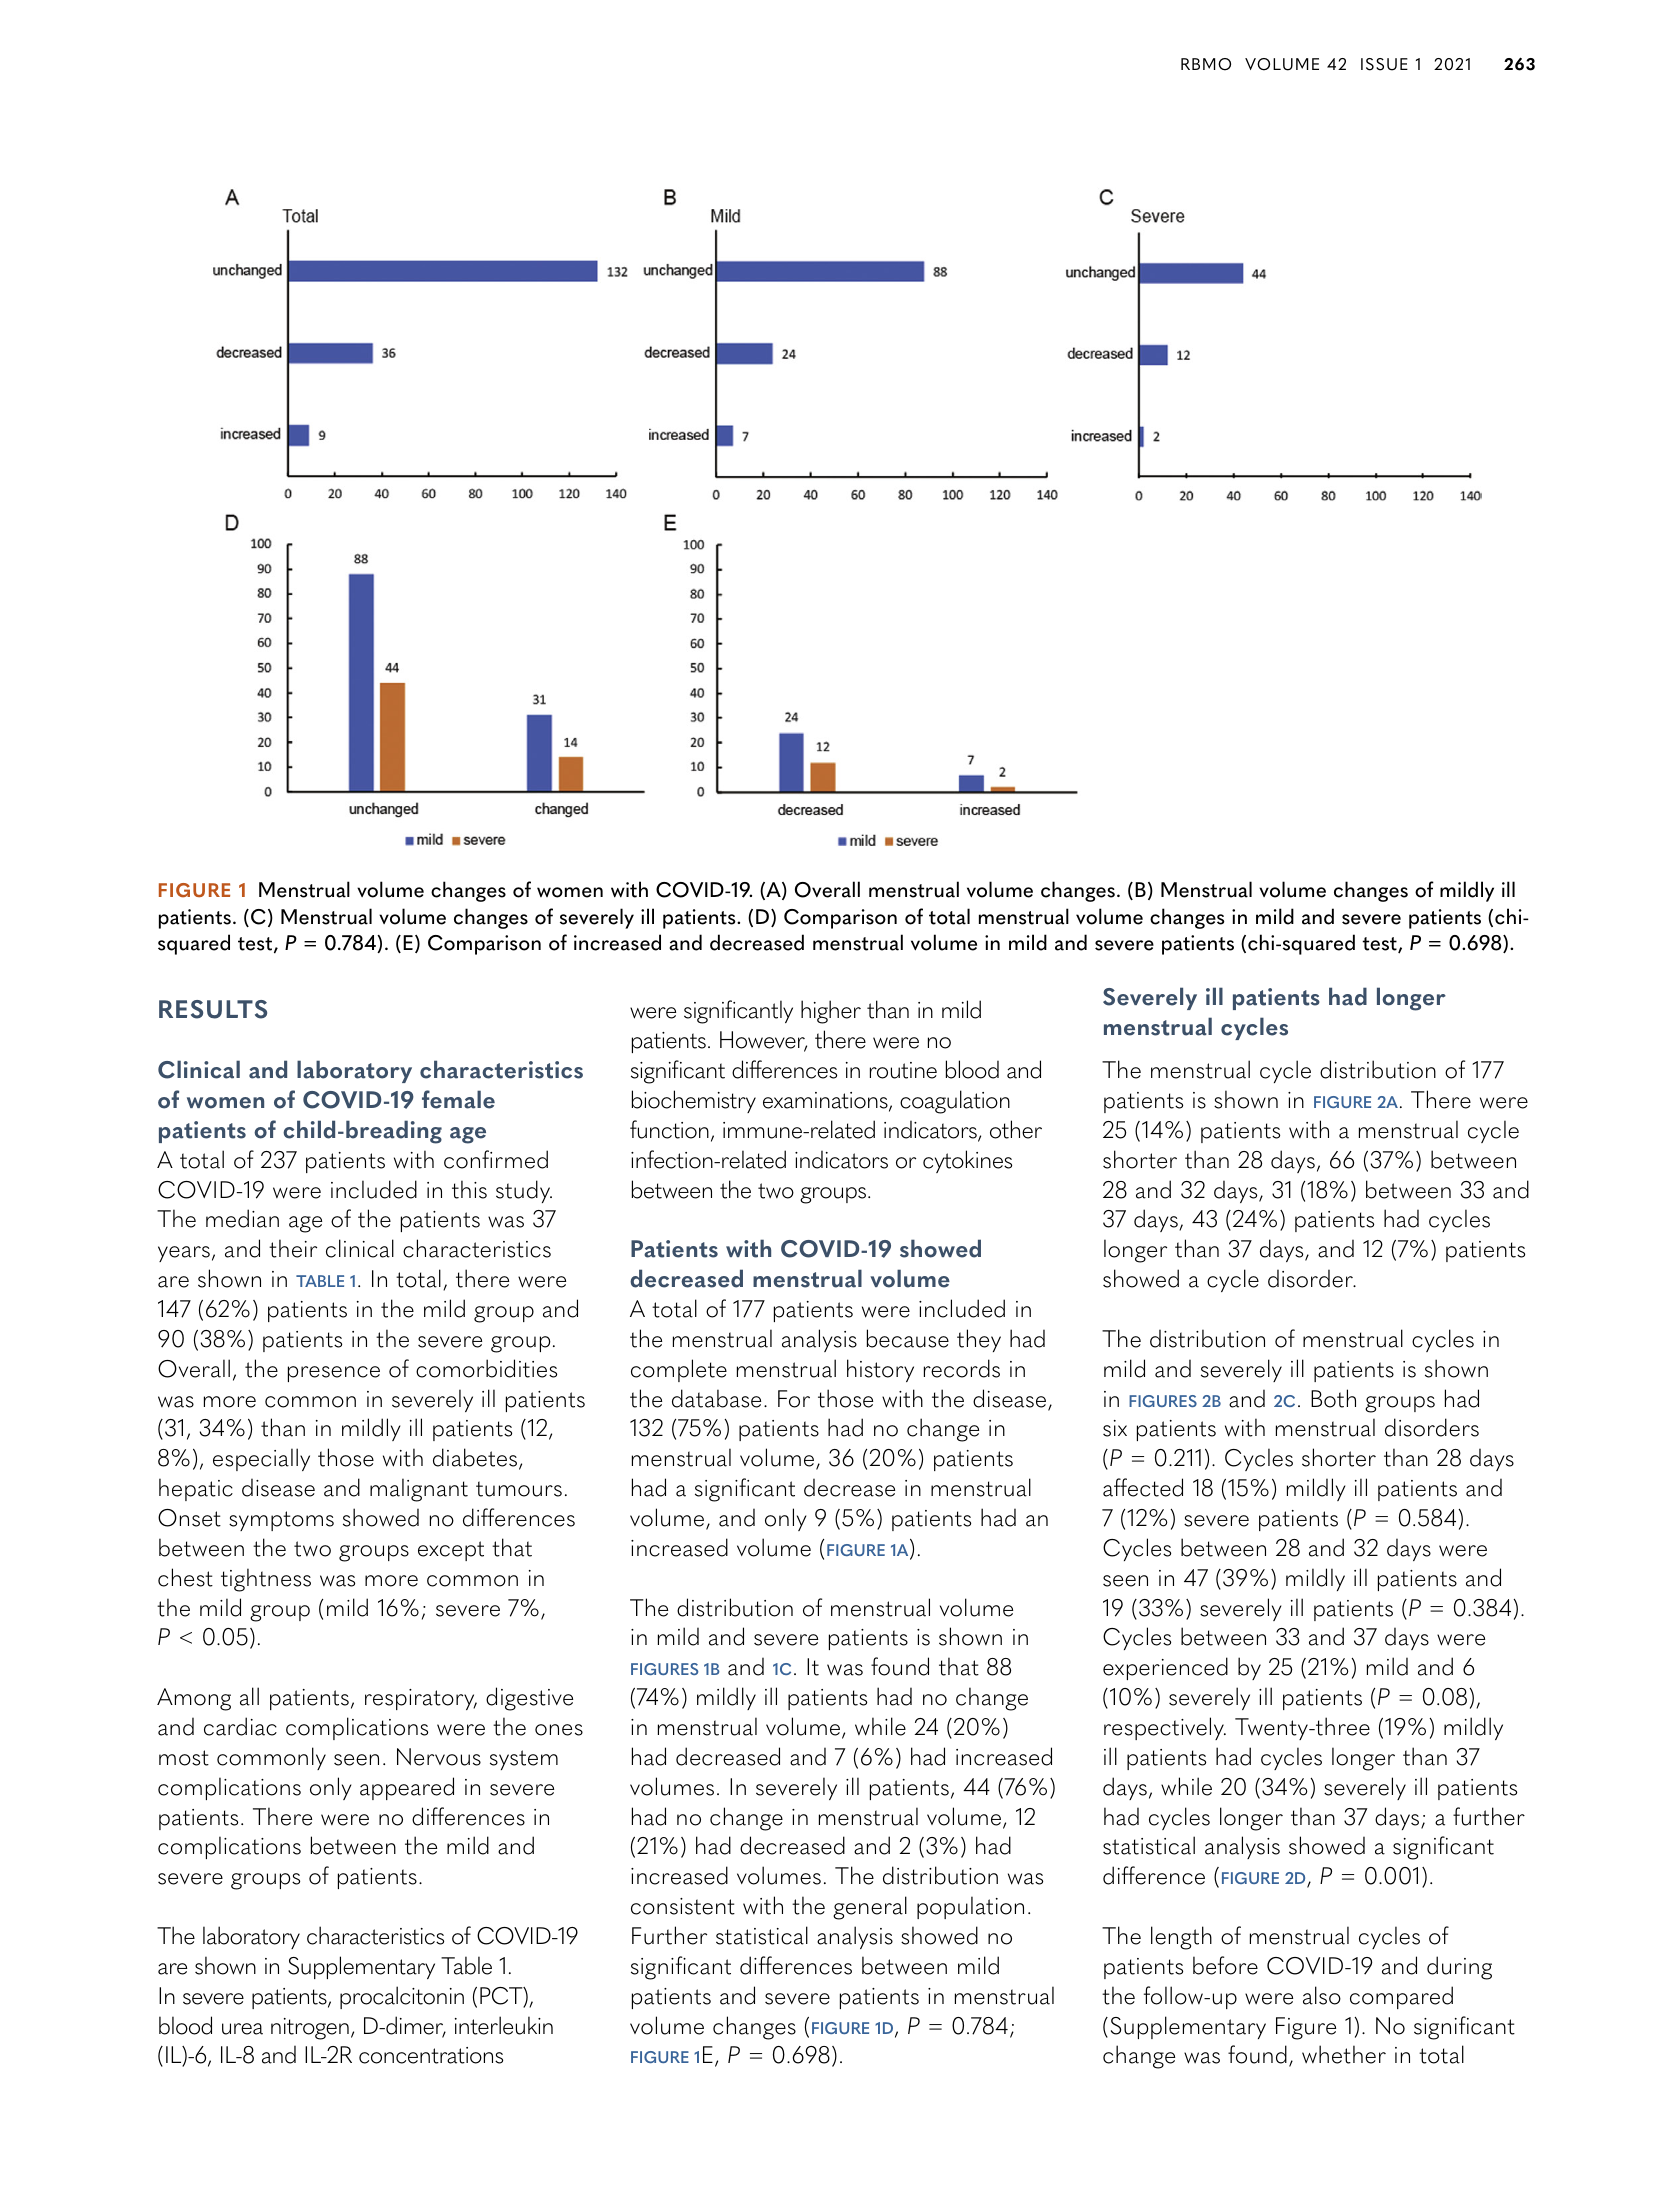 RBMO VOLUME 42 ISSUE 1 2021 263
A
Total
unchanged 132
decreased 36
increased 9
0 20 40 60 80 100 120 140
B
Mild
unchanged 88
decreased 24
increased 7
0 20 40 60 80 100 120 140
C
Severe
unchanged 44
decreased 12
increased 2
0 20 40 60 80 100 120 140
D
100
90
80
70
60
50
40
30
20
10
0
88
44
31
14
unchanged changed
mild severe
E
100
90
80
70
60
50
40
30
20
10
0
24
12
7
2
decreased increased
mild severe
FIGURE 1 Menstrual volume changes of women with COVID-19. (A) Overall menstrual volume changes. (B) Menstrual volume changes of mildly ill
patients. (C) Menstrual volume changes of severely ill patients. (D) Comparison of total menstrual volume changes in mild and severe patients (chi-
squared test, P = 0.784). (E) Comparison of increased and decreased menstrual volume in mild and severe patients (chi-squared test, P = 0.698).
RESULTS
Clinical and laboratory characteristics
of women of COVID-19 female
patients of child-breading age
A total of 237 patients with confirmed
COVID-19 were included in this study.
The median age of the patients was 37
years, and their clinical characteristics
are shown in TABLE 1. In total, there were
147 (62%) patients in the mild group and
90 (38%) patients in the severe group.
Overall, the presence of comorbidities
was more common in severely ill patients
(31, 34%) than in mildly ill patients (12,
8%), especially those with diabetes,
hepatic disease and malignant tumours.
Onset symptoms showed no differences
between the two groups except that
chest tightness was more common in
the mild group (mild 16%; severe 7%,
P < 0.05).
Among all patients, respiratory, digestive
and cardiac complications were the ones
most commonly seen. Nervous system
complications only appeared in severe
patients. There were no differences in
complications between the mild and
severe groups of patients.
The laboratory characteristics of COVID-19
are shown in Supplementary Table 1.
In severe patients, procalcitonin (PCT),
blood urea nitrogen, D-dimer, interleukin
(IL)-6, IL-8 and IL-2R concentrations
were significantly higher than in mild
patients. However, there were no
significant differences in routine blood and
biochemistry examinations, coagulation
function, immune-related indicators, other
infection-related indicators or cytokines
between the two groups.
Patients with COVID-19 showed
decreased menstrual volume
A total of 177 patients were included in
the menstrual analysis because they had
complete menstrual history records in
the database. For those with the disease,
132 (75%) patients had no change in
menstrual volume, 36 (20%) patients
had a significant decrease in menstrual
volume, and only 9 (5%) patients had an
increased volume (FIGURE 1A).
The distribution of menstrual volume
in mild and severe patients is shown in
FIGURES 1B and 1C. It was found that 88
(74%) mildly ill patients had no change
in menstrual volume, while 24 (20%)
had decreased and 7 (6%) had increased
volumes. In severely ill patients, 44 (76%)
had no change in menstrual volume, 12
(21%) had decreased and 2 (3%) had
increased volumes. The distribution was
consistent with the general population.
Further statistical analysis showed no
significant differences between mild
patients and severe patients in menstrual
volume changes (FIGURE 1D, P = 0.784;
FIGURE 1E, P = 0.698).
Severely ill patients had longer
menstrual cycles
The menstrual cycle distribution of 177
patients is shown in FIGURE 2A. There were
25 (14%) patients with a menstrual cycle
shorter than 28 days, 66 (37%) between
28 and 32 days, 31 (18%) between 33 and
37 days, 43 (24%) patients had cycles
longer than 37 days, and 12 (7%) patients
showed a cycle disorder.
The distribution of menstrual cycles in
mild and severely ill patients is shown
in FIGURES 2B and 2C. Both groups had
six patients with menstrual disorders
(P = 0.211). Cycles shorter than 28 days
affected 18 (15%) mildly ill patients and
7 (12%) severe patients (P = 0.584).
Cycles between 28 and 32 days were
seen in 47 (39%) mildly ill patients and
19 (33%) severely ill patients (P = 0.384).
Cycles between 33 and 37 days were
experienced by 25 (21%) mild and 6
(10%) severely ill patients (P = 0.08),
respectively. Twenty-three (19%) mildly
ill patients had cycles longer than 37
days, while 20 (34%) severely ill patients
had cycles longer than 37 days; a further
statistical analysis showed a significant
difference (FIGURE 2D, P = 0.001).
The length of menstrual cycles of
patients before COVID-19 and during
the follow-up were also compared
(Supplementary Figure 1). No significant
change was found, whether in total